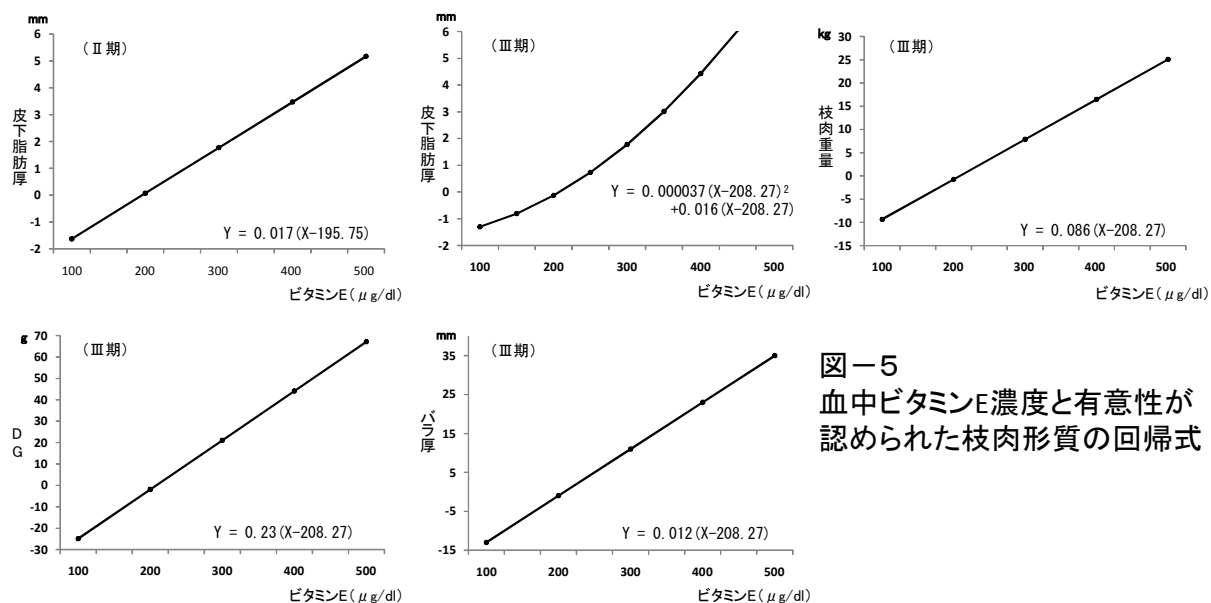 mm
(Ⅱ期)
6
5
4
3
2
1
0
-1
-2
皮下脂肪厚
Y = 0.017(X-195.75)
100 200 300 400 500
ビタミンE(μg/dl)
mm
(Ⅲ期)
6
5
4
3
2
1
0
-1
-2
皮下脂肪厚
Y = 0.000037(X-208.27)²
+0.016(X-208.27)
100 200 300 400 500
ビタミンE(μg/dl)
kg
(Ⅲ期)
30
25
20
15
10
5
0
-5
-10
-15
枝肉重量
Y = 0.086(X-208.27)
100 200 300 400 500
ビタミンE(μg/dl)
g
(Ⅲ期)
70
60
50
40
30
20
10
0
-10
-20
-30
DG
Y = 0.23(X-208.27)
100 200 300 400 500
ビタミンE(μg/dl)
mm
(Ⅲ期)
35
25
15
5
-5
-15
バラ厚
Y = 0.012(X-208.27)
100 200 300 400 500
ビタミンE(μg/dl)
図-5
血中ビタミンE濃度と有意性が
認められた枝肉形質の回帰式